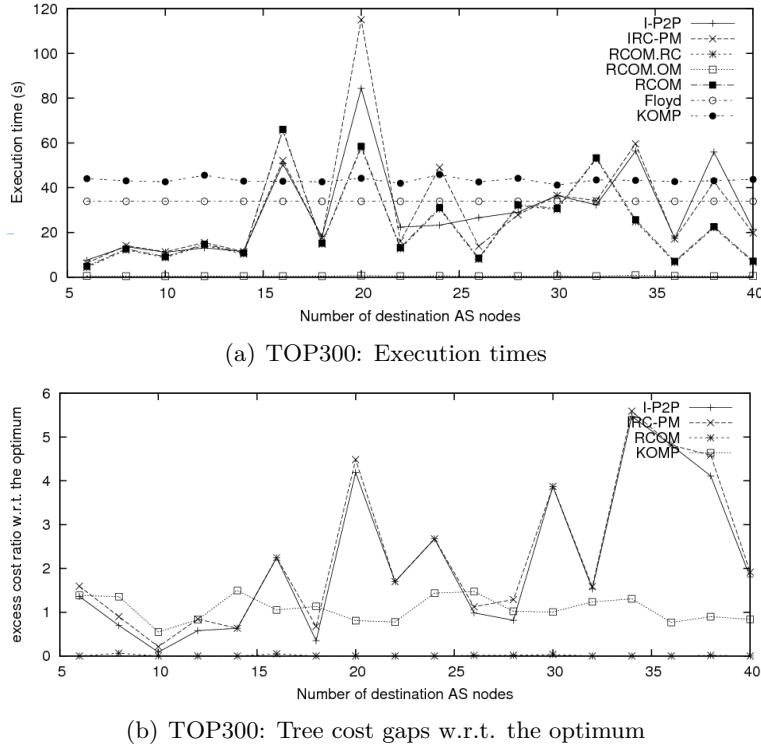 120
100
80
60
40
20
0
Execution time (s)
I-P2P
IRC-PM
RCOM.RC
RCOM.OM
RCOM
Floyd
KOMP
5 10 15 20 25 30 35 40
Number of destination AS nodes
(a) TOP300: Execution times
6
5
4
3
2
1
0
excess cost ratio w.r.t. the optimum
I-P2P
IRC-PM
RCOM
KOMP
5 10 15 20 25 30 35 40
Number of destination AS nodes
(b) TOP300: Tree cost gaps w.r.t. the optimum